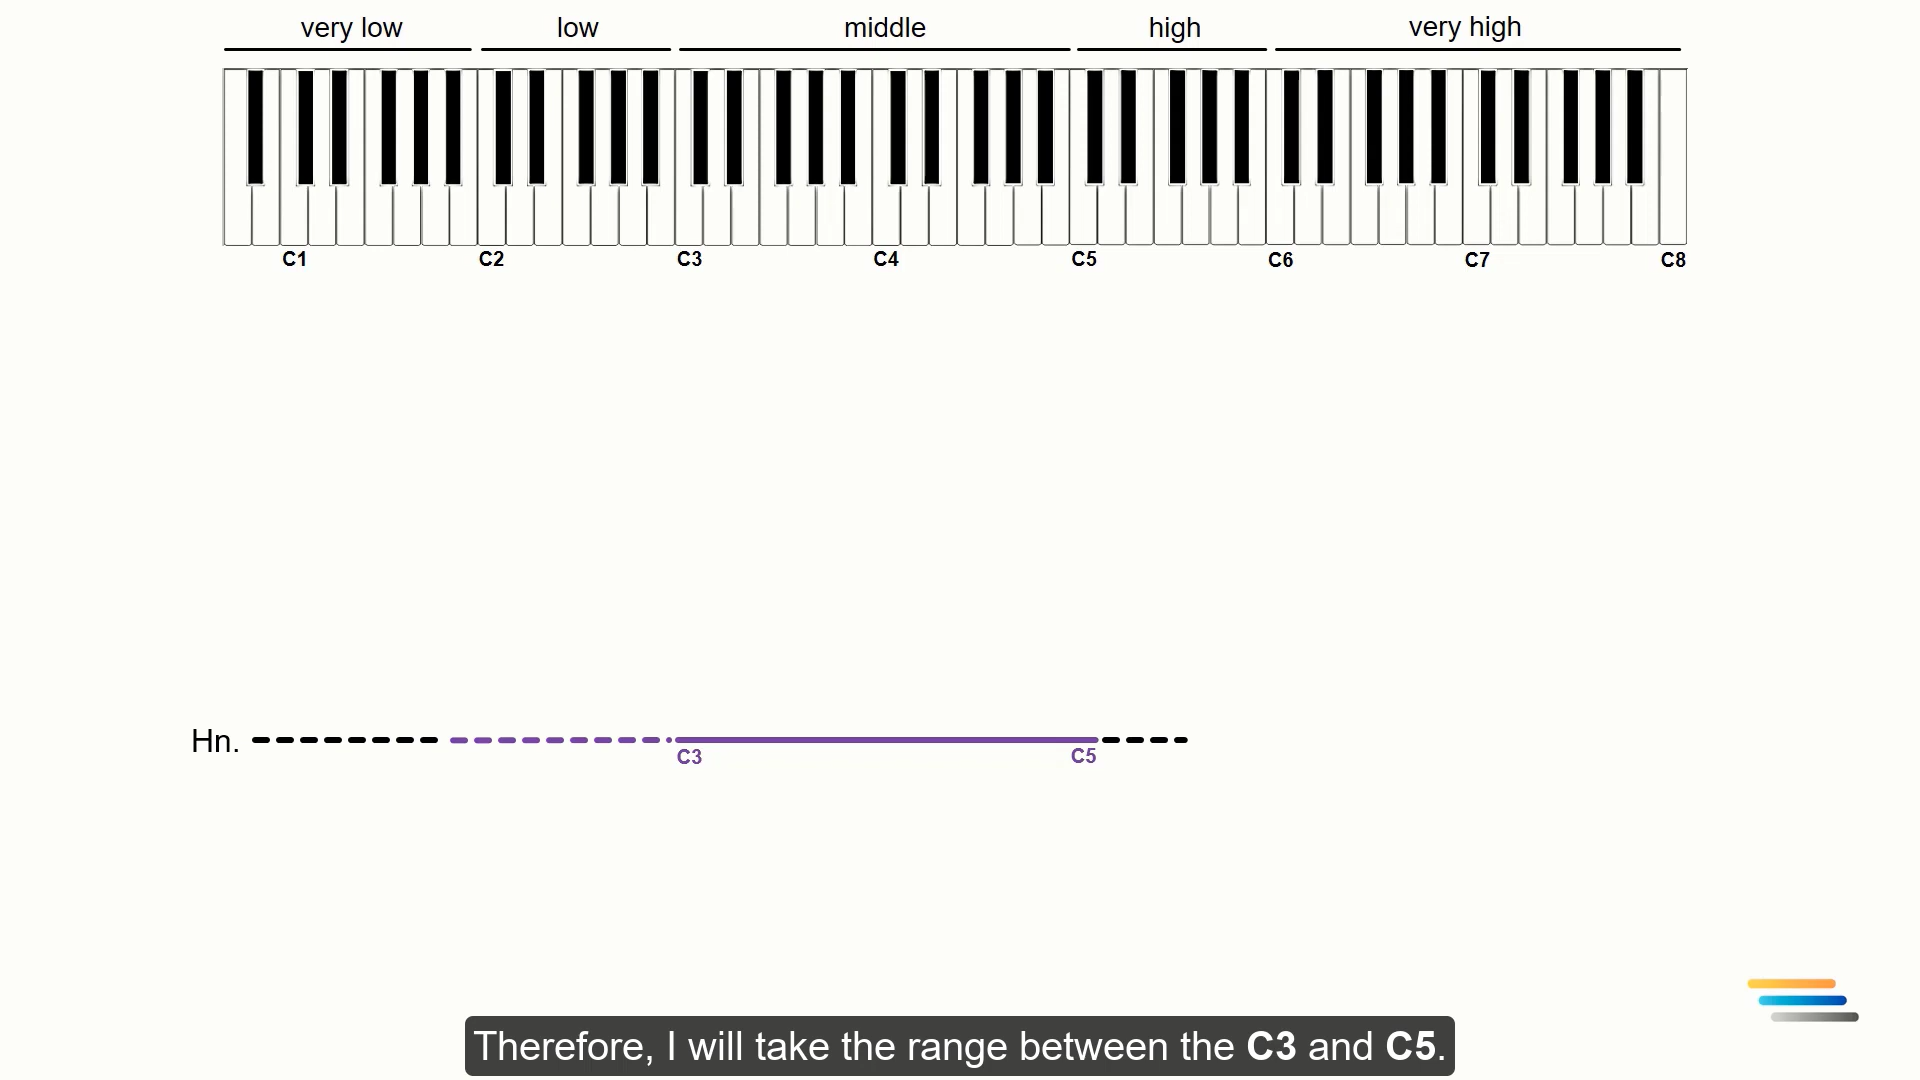 very low low middle high very high
C1 C2 C3 C4 C5 C6 C7 C8
Hn.
C3 C5
Therefore, I will take the range between the C3 and C5.